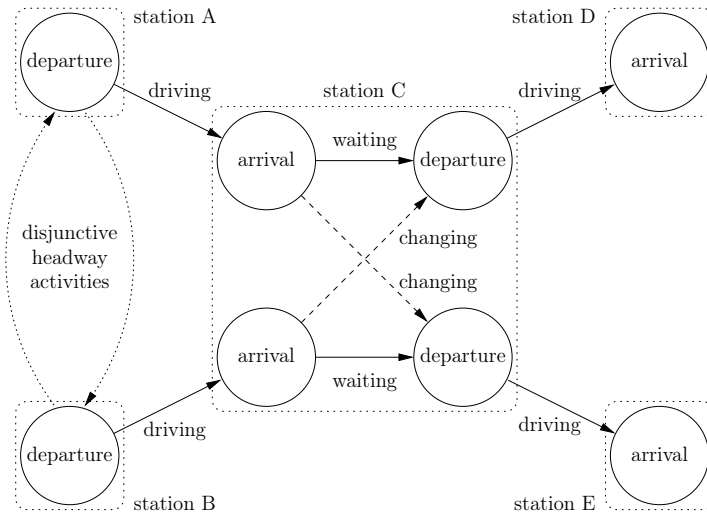 station A
station D
departure
arrival
driving
station C
driving
waiting
arrival
departure
disjunctive
headway
activities
changing
changing
arrival
departure
waiting
driving
driving
departure
arrival
station B
station E